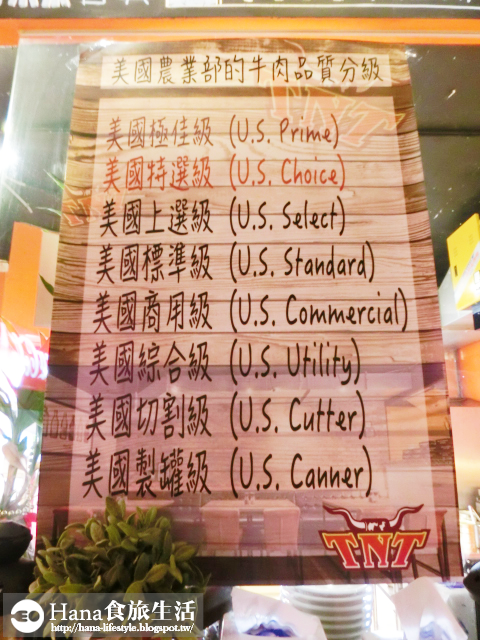 美國農業部的牛肉品質分級
美國極佳級 (U.S. Prime)
美國特選級 (U.S. Choice)
美國上選級 (U.S. Select)
美國標準級 (U.S. Standard)
美國商用級 (U.S. Commercial)
美國綜合級 (U.S. Utility)
美國切割級 (U.S. Cutter)
美國製罐級 (U.S. Canner)
TNT
Hana食旅生活
http://hana-lifestyle.blogspot.tw/